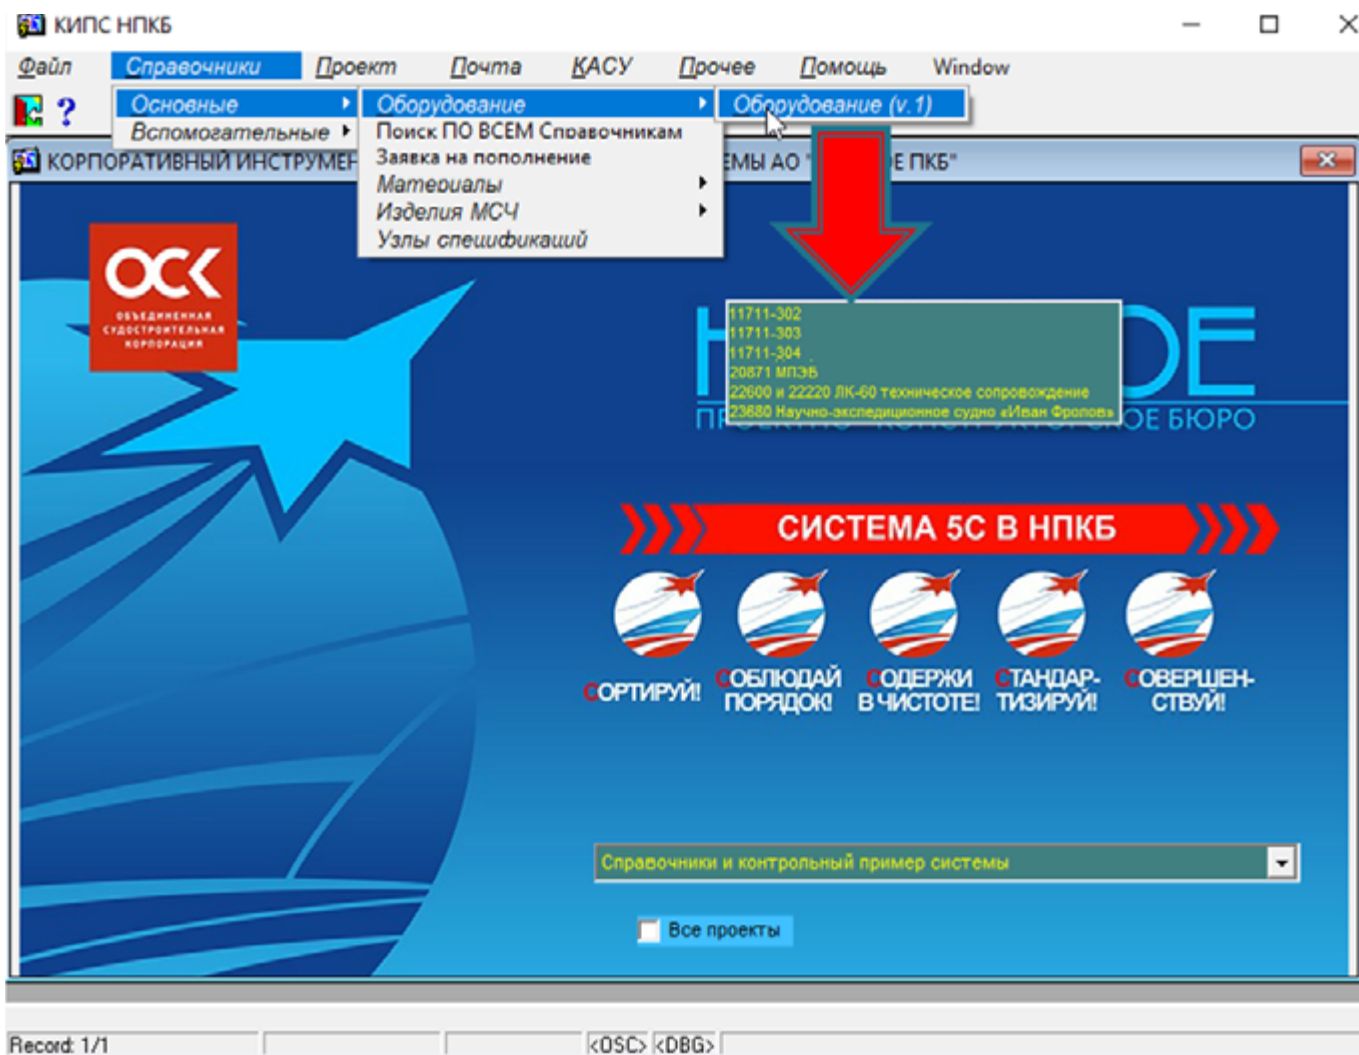 КИПС НПКБ
Файл Справочники Проект Почта КАСУ Прочее Помощь Window
? Основные Оборудование Оборудование (v.1)
Вспомогательные Поиск ПО ВСЕМ Справочникам
Заявка на пополнение
Материалы
Изделия МСЧ
Узлы спецификаций
КОРПОРАТИВНЫЙ АО ПКБ"
ОСК
ОБЪЕДИНЕННАЯ
СУДОСТРОИТЕЛЬНАЯ
КОРПОРАЦИЯ
11711-302
11711-303
11711-304
20871 МПЭБ
22600 и 22220 ЛК-60 техническое сопровождение
23680 Научно-экспедиционное судно «Иван Фролов»
БЮРО
СИСТЕМА 5С В НПКБ
СОРТИРУЙ!
СОБЛЮДАЙ
ПОРЯДОК!
СОДЕРЖИ
В ЧИСТОТЕ!
СТАНДАР-
ТИЗИРУЙ!
СОВЕРШЕН-
СТВУЙ!
Справочники и контрольный пример системы
Все проекты
Record: 1/1 <OSC> <DBG>